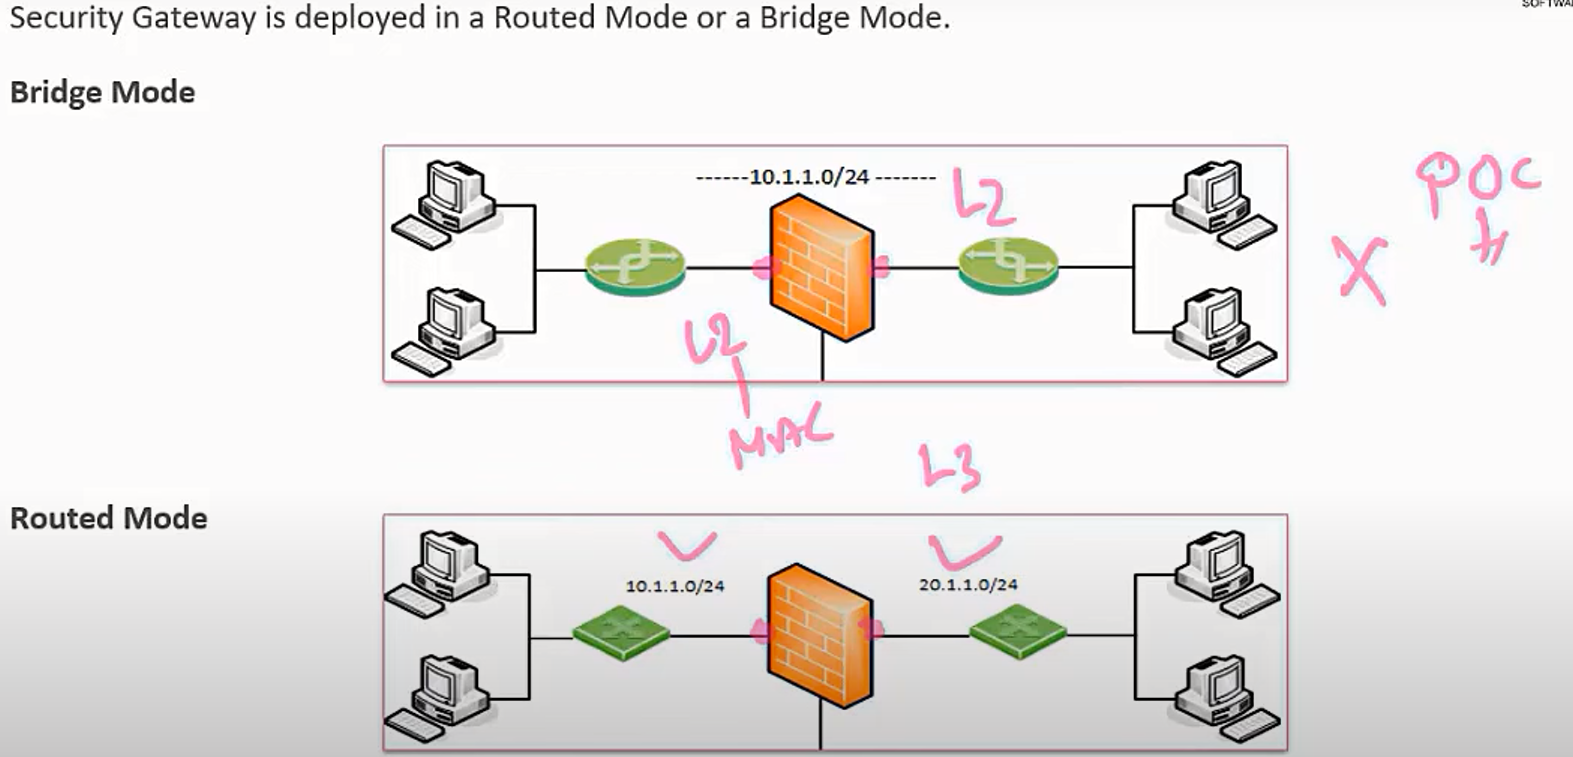 Security Gateway is deployed in a Routed Mode or a Bridge Mode.
Bridge Mode
------10.1.1.0/24 -------
L2
POC
X
L2
MAC
L3
Routed Mode
10.1.1.0/24
20.1.1.0/24